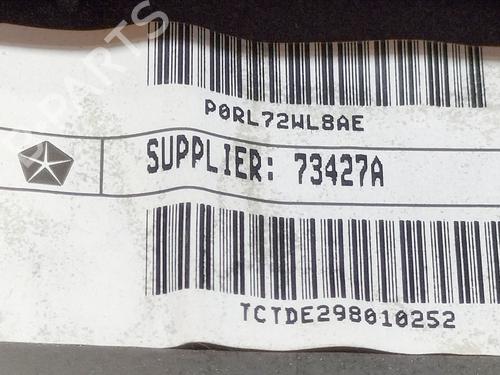 P0RL72WL8AE
SUPPLIER: 73427A
TCTDE298010252